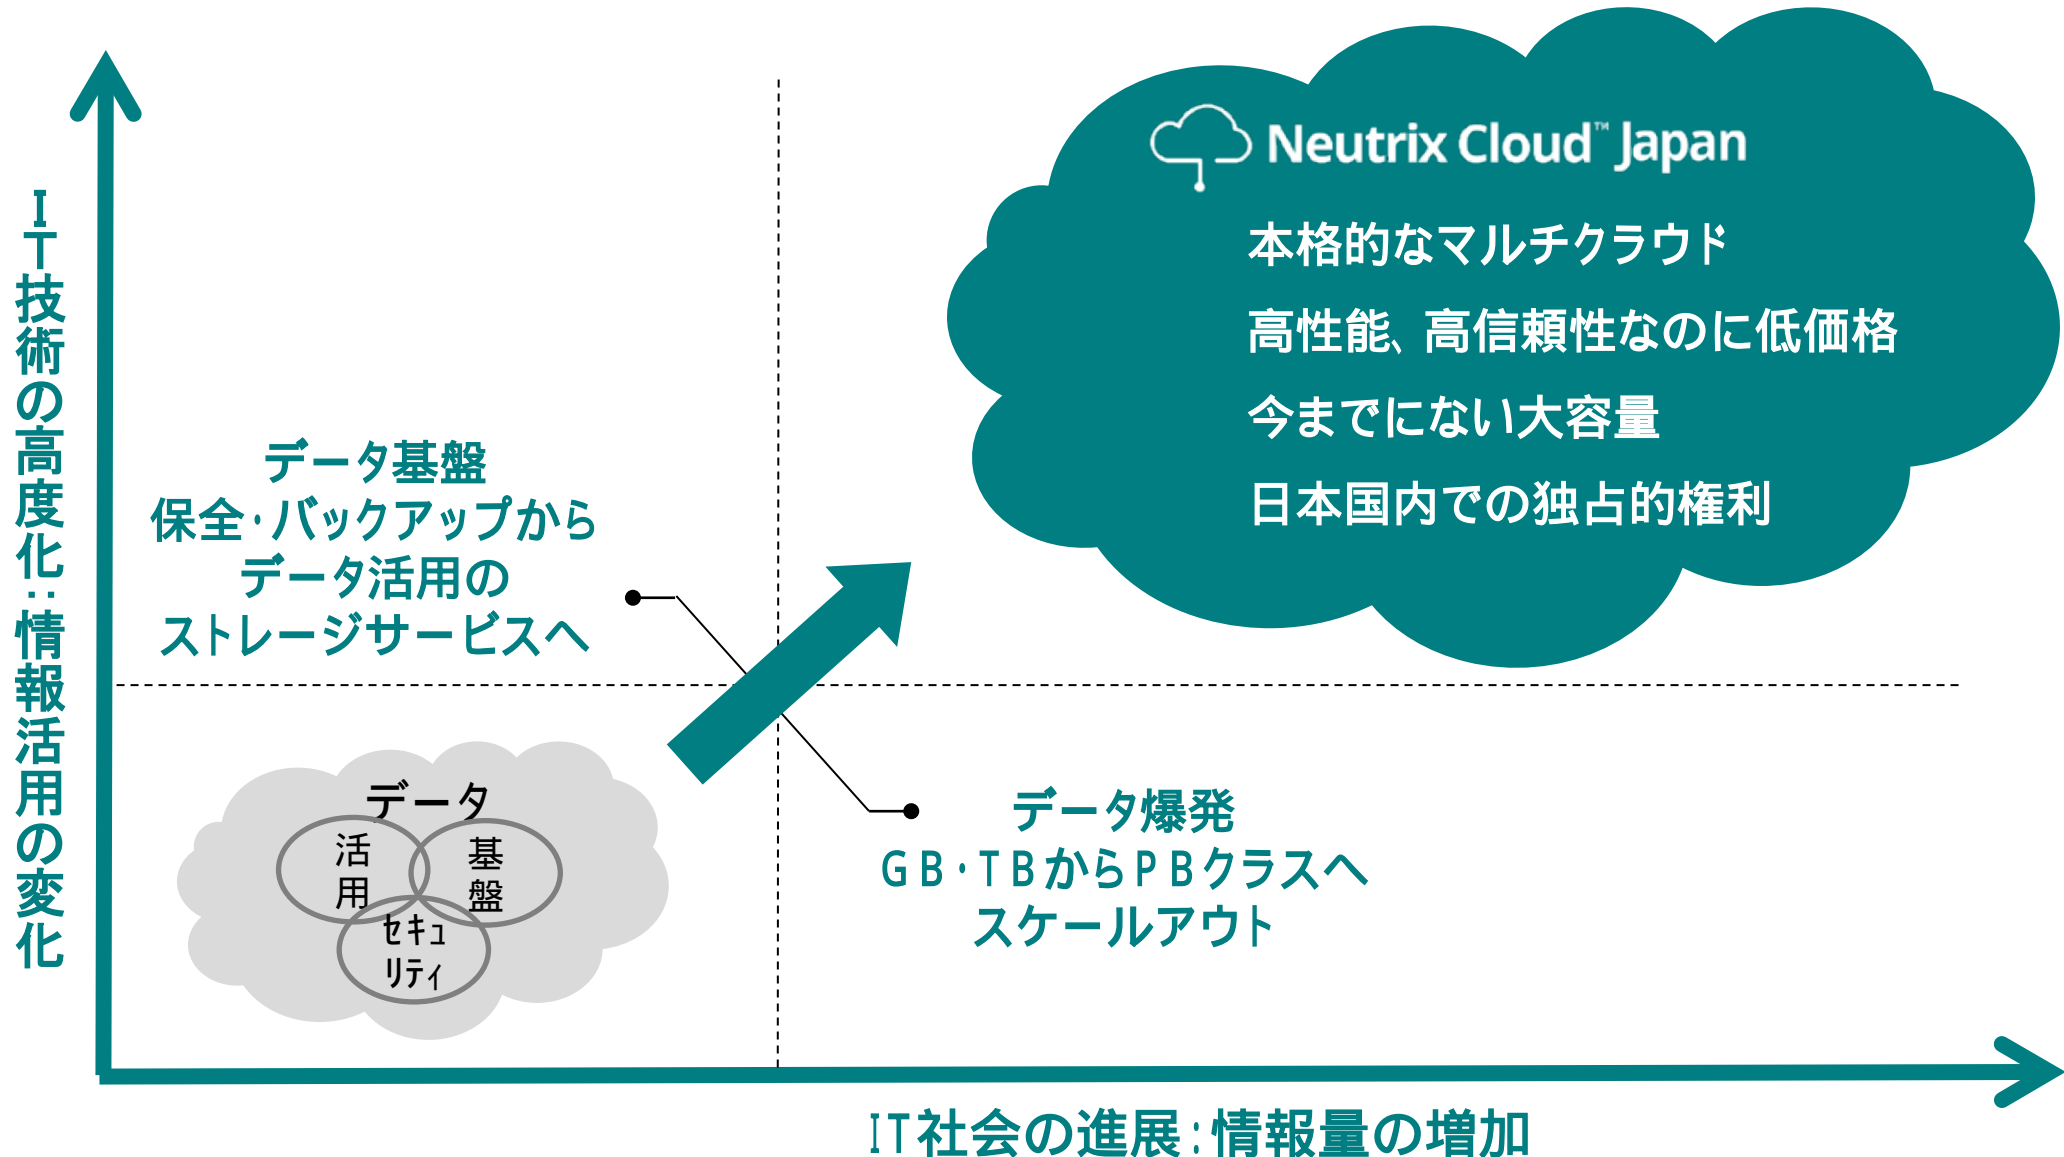 Neutrix Cloud™ Japan
本格的なマルチクラウド
高性能、高信頼性なのに低価格
今までにない大容量
日本国内での独占的権利
IT技術の高度化：情報活用の変化
データ基盤
保全・バックアップから
データ活用の
ストレージサービスへ
データ
活
用
基
盤
セキュ
リティ
データ爆発
GB・TBからPBクラスへ
スケールアウト
IT社会の進展：情報量の増加